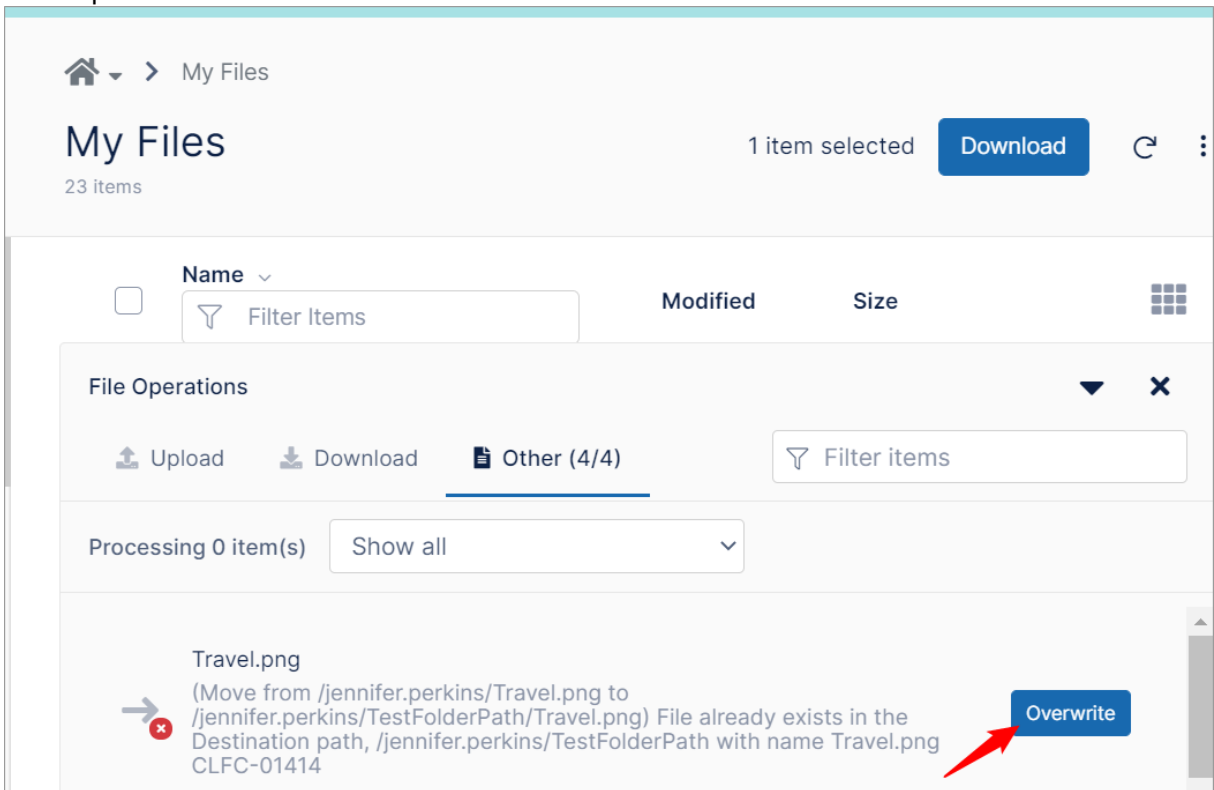 My Files
My Files
1 item selected
Download
23 items
Name
Filter Items
Modified
Size
File Operations
Upload
Download
Other (4/4)
Filter items
Processing 0 item(s)
Show all
Travel.png
(Move from /jennifer.perkins/Travel.png to
/jennifer.perkins/TestFolderPath/Travel.png) File already exists in the
Destination path, /jennifer.perkins/TestFolderPath with name Travel.png
CLFC-01414
Overwrite